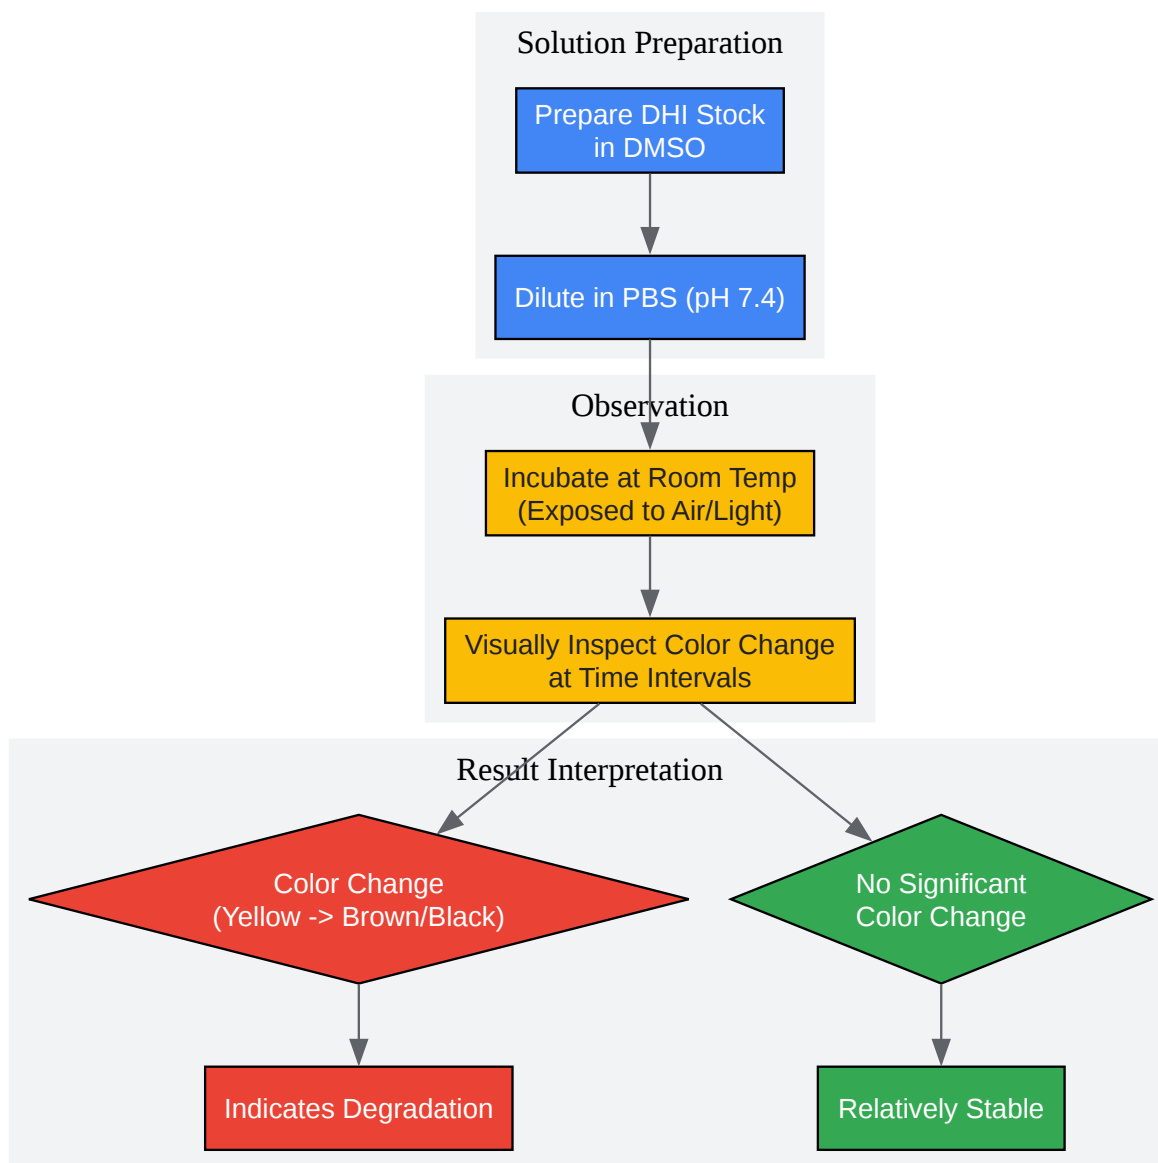 Solution Preparation
Prepare DHI Stock
in DMSO
Dilute in PBS (pH 7.4)
Observation
Incubate at Room Temp
(Exposed to Air/Light)
Visually Inspect Color Change
at Time Intervals
Result Interpretation
Color Change
(Yellow -> Brown/Black)
No Significant
Color Change
Indicates Degradation
Relatively Stable